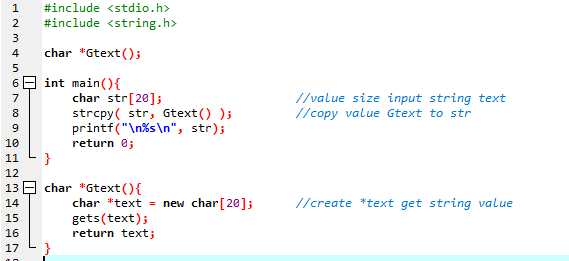 1 #include <stdio.h>
2 #include <string.h>
3
4 char *Gtext();
5
6 int main(){
7 char str[20]; //value size input string text
8 strcpy( str, Gtext() ); //copy value Gtext to str
9 printf("\n%s\n", str);
10 return 0;
11 }
12
13 char *Gtext(){
14 char *text = new char[20]; //create *text get string value
15 gets(text);
16 return text;
17 }